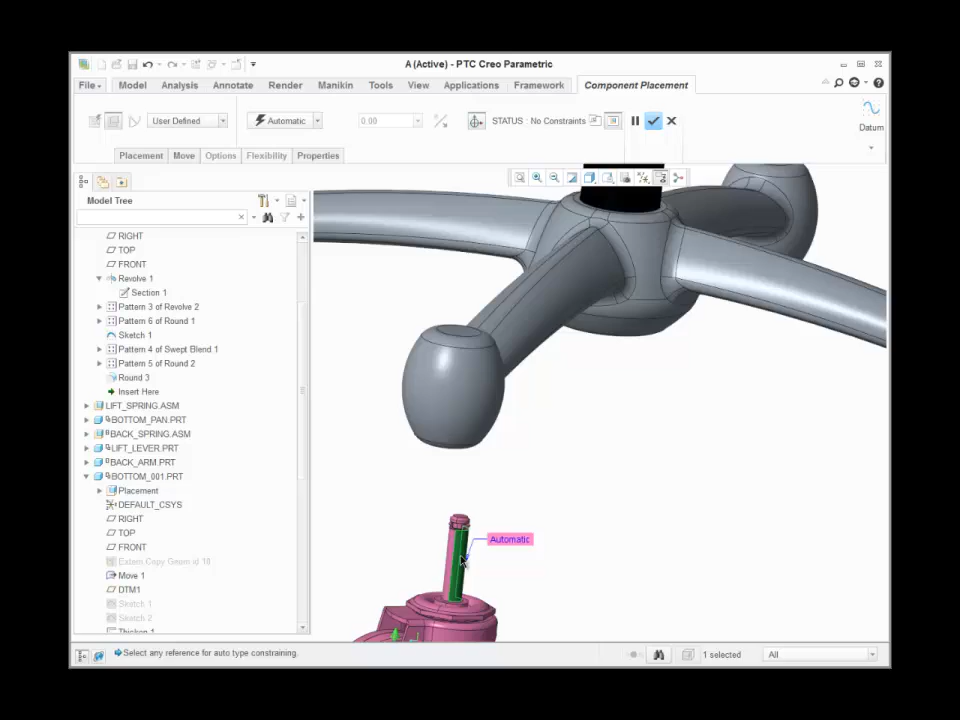 A (Active) - PTC Creo Parametric
File Model Analysis Annotate Render Manikin Tools View Applications Framework Component Placement
User Defined Automatic 0.00 STATUS : No Constraints Datum
Placement Move Options Flexibility Properties
Model Tree
RIGHT
TOP
FRONT
Revolve 1
Section 1
Pattern 3 of Revolve 2
Pattern 6 of Round 1
Sketch 1
Pattern 4 of Swept Blend 1
Pattern 5 of Round 2
Round 3
Insert Here
LIFT_SPRING.ASM
BOTTOM_PAN.PRT
BACK_SPRING.ASM
LIFT_LEVER.PRT
BACK_ARM.PRT
BOTTOM_001.PRT
Placement
DEFAULT_CSYS
RIGHT
TOP
FRONT
Move 1
DTM1
Sketch 1
Sketch 2
Thicken 1
Automatic
Select any reference for auto type constraining.
1 selected All